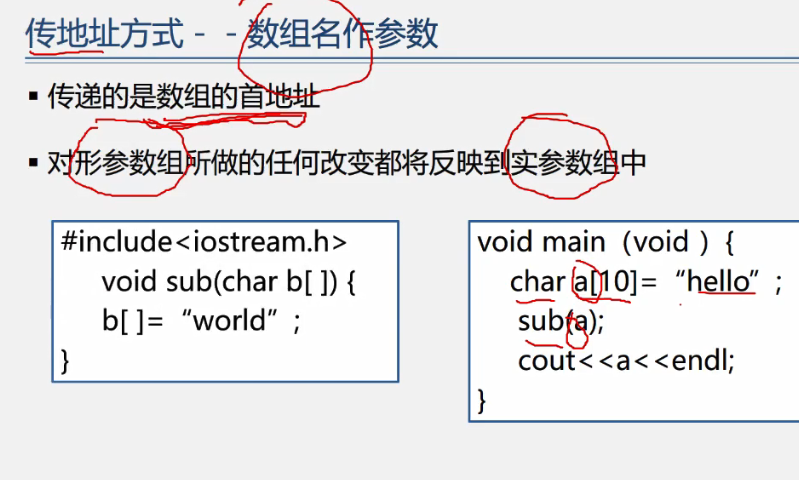 传地址方式－－数组名作参数
▪ 传递的是数组的首地址
▪ 对形参数组所做的任何改变都将反映到实参数组中
#include<iostream.h>
void sub(char b[ ]) {
b[ ]=“world”;
}
void main（void ）{
char a[10]=“hello”;
sub(a);
cout<<a<<endl;
}